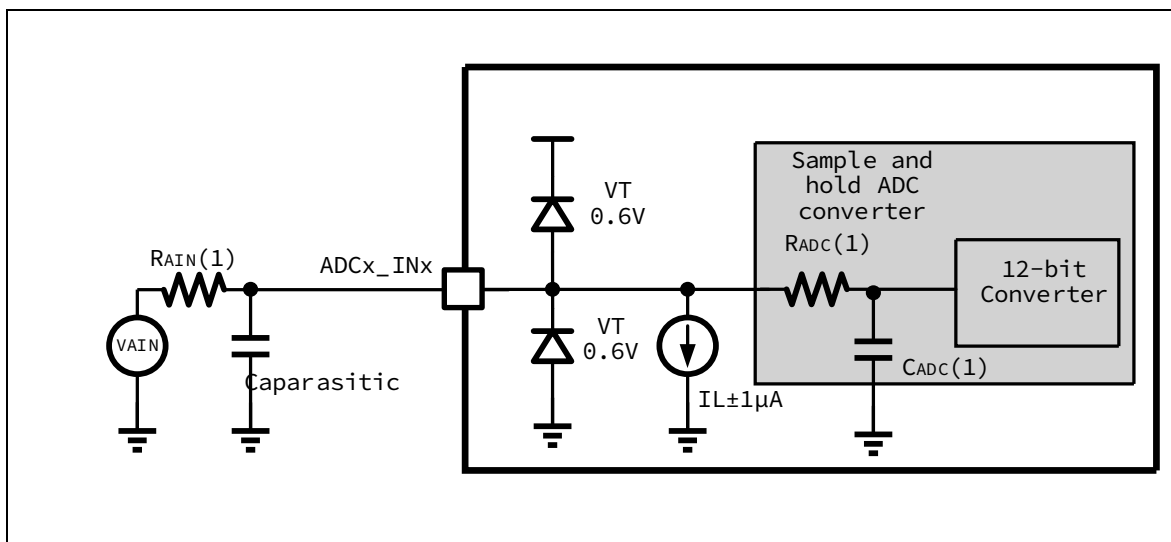 Sample and
hold ADC
converter
VT
0.6V
RAIN(1)
ADCx_INx
RADC(1)
12-bit
Converter
VAIN
VT
0.6V
Caparasitic
IL±1µA
CADC(1)